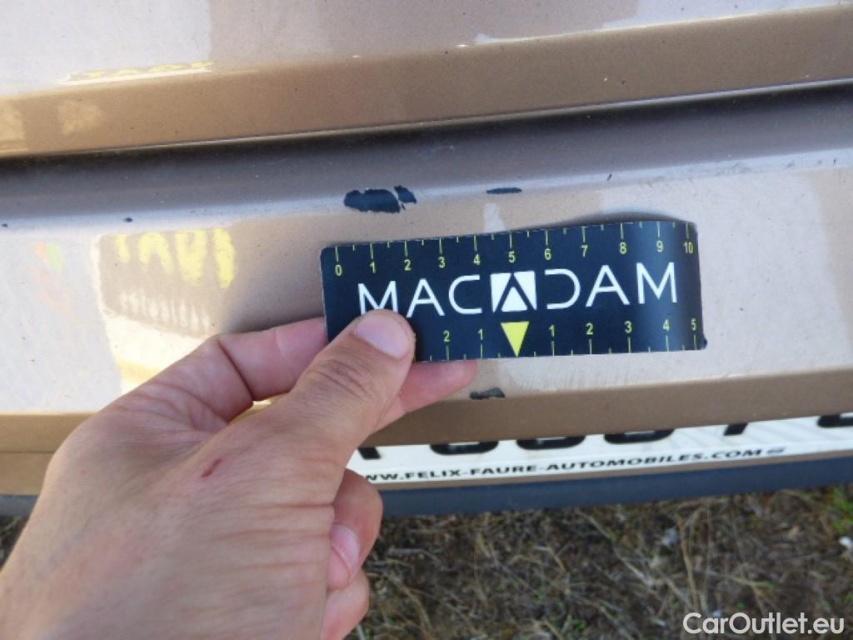 0 1 2 3 4 5 6 7 8 9 10
MACADAM
2 1 1 2 3 4 5
WWW.FELIX-FAURE-AUTOMOBILES.COM
CarOutlet.eu